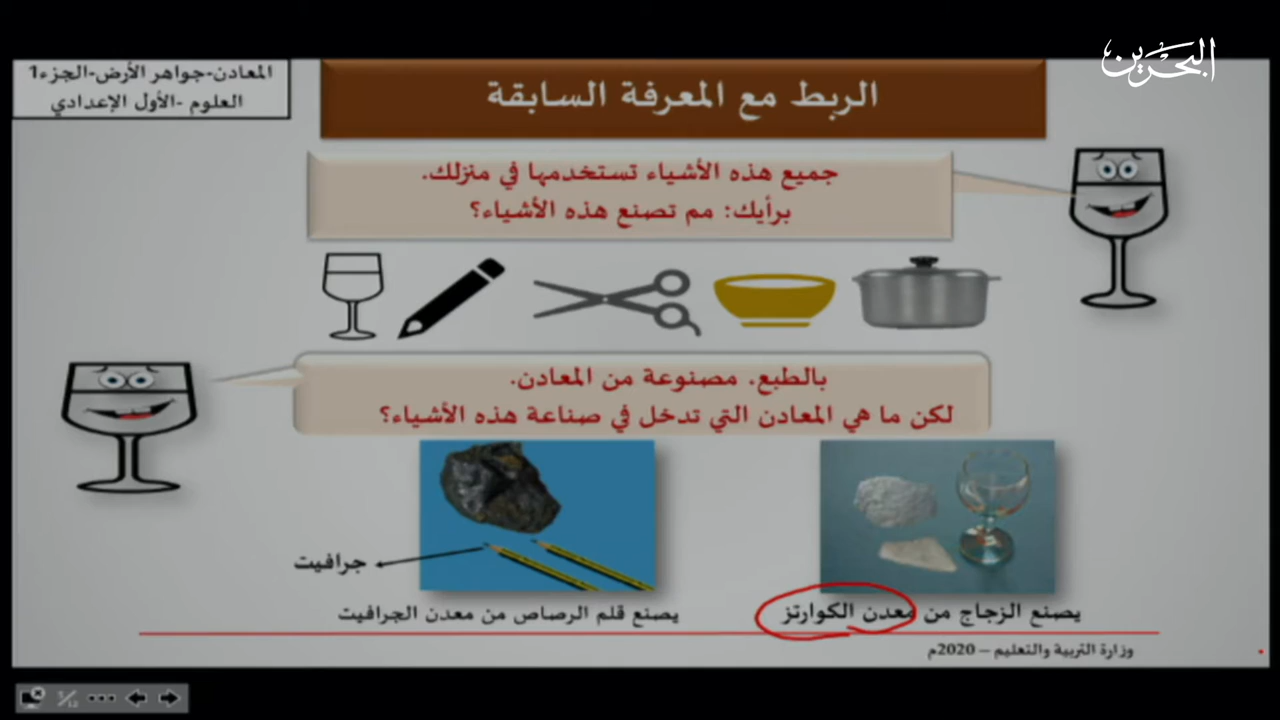 البحرين
المعادن-جواهر الأرض-الجزء1
العلوم -الأول الإعدادي
الربط مع المعرفة السابقة
جميع هذه الأشياء تستخدمها في منزلك.
برأيك: مم تصنع هذه الأشياء؟
بالطبع. مصنوعة من المعادن.
لكن ما هي المعادن التي تدخل في صناعة هذه الأشياء؟
جرافيت
يصنع الزجاج من معدن الكوارتز
يصنع قلم الرصاص من معدن الجرافيت
وزارة التربية والتعليم – 2020م